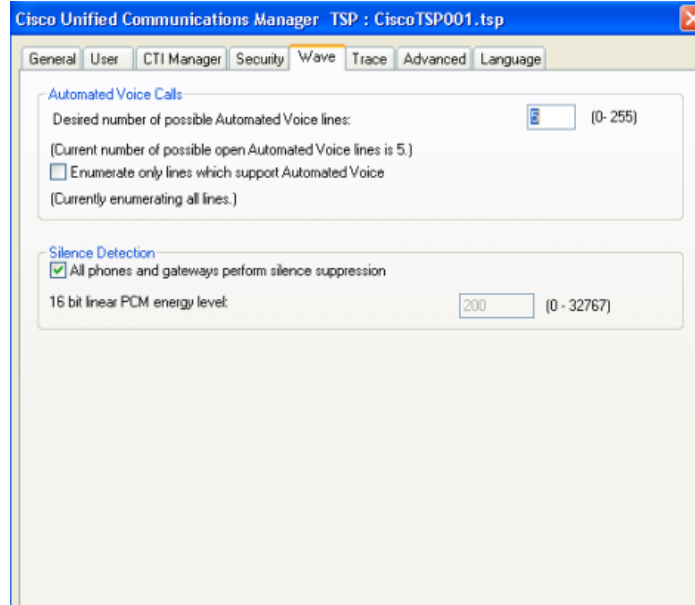 Cisco Unified Communications Manager TSP : CiscoTSP001.tsp
General User CTI Manager Security Wave Trace Advanced Language
Automated Voice Calls
Desired number of possible Automated Voice lines: 5 (0- 255)
(Current number of possible open Automated Voice lines is 5.)
Enumerate only lines which support Automated Voice
(Currently enumerating all lines.)
Silence Detection
All phones and gateways perform silence suppression
16 bit linear PCM energy level: 200 (0 - 32767)